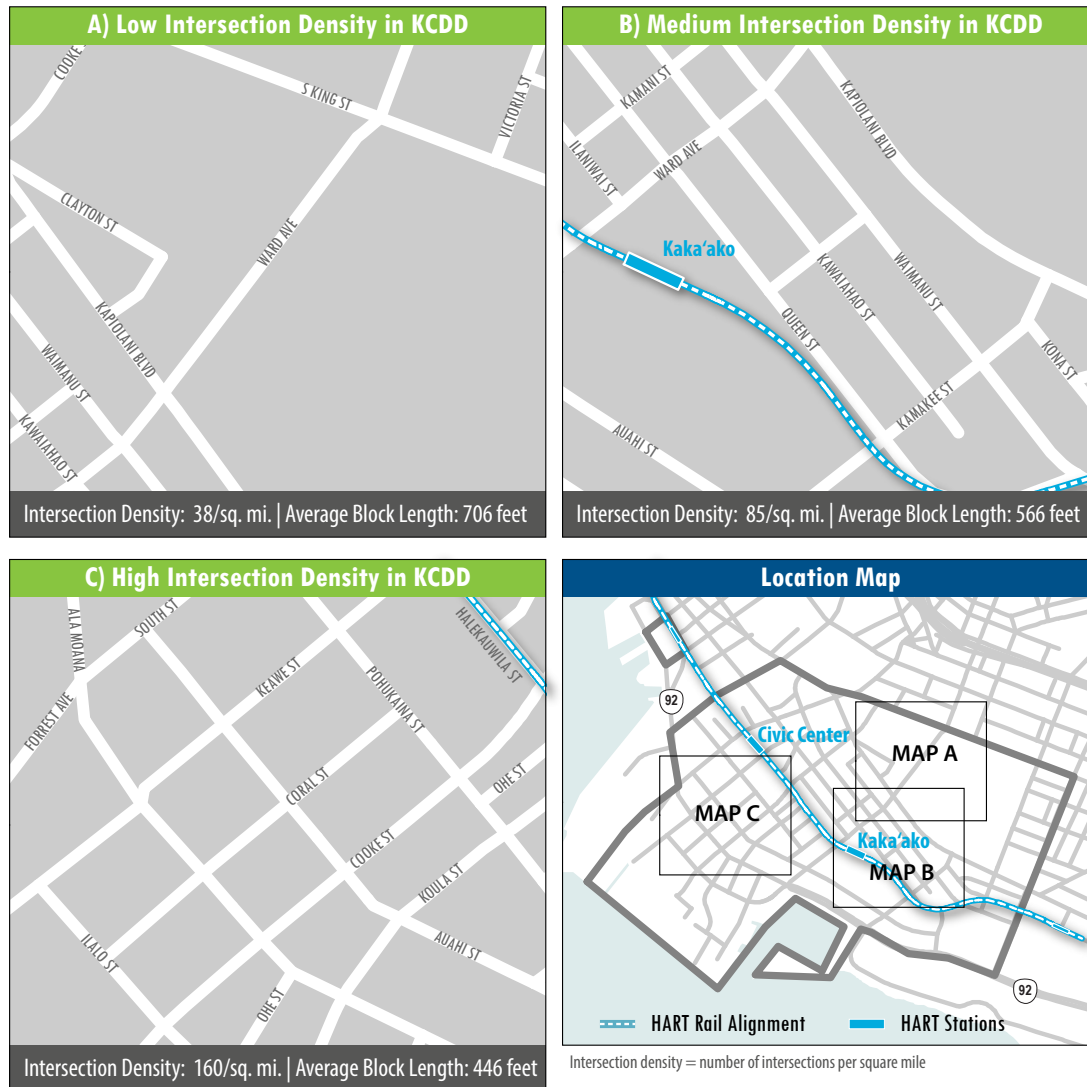 A) Low Intersection Density in KCDD
COOKE
S KING ST
VICTORIA ST
CLAYTON ST
WARD AVE
KAPIOLANI BLVD
WAIMANU ST
KAWAIAHAO ST
Intersection Density: 38/sq. mi. | Average Block Length: 706 feet
B) Medium Intersection Density in KCDD
KAMANI ST
KAPIOLANI BLVD
ILANIWAI ST
WARD AVE
Kaka‘ako
KAWAIAHAO ST
WAIMANU ST
QUEEN ST
KONA ST
KAMAKEE ST
AUAHI ST
Intersection Density: 85/sq. mi. | Average Block Length: 566 feet
C) High Intersection Density in KCDD
ALA MOANA
SOUTH ST
HALEKAUWILA ST
KEAWE ST
POHUKAINA ST
FORREST AVE
CORAL ST
OHE ST
COOKE ST
KOULA ST
AUAHI ST
ILALO ST
OHE ST
Intersection Density: 160/sq. mi. | Average Block Length: 446 feet
Location Map
92
Civic Center
MAP A
MAP C
Kaka‘ako
MAP B
92
HART Rail Alignment
HART Stations
Intersection density = number of intersections per square mile